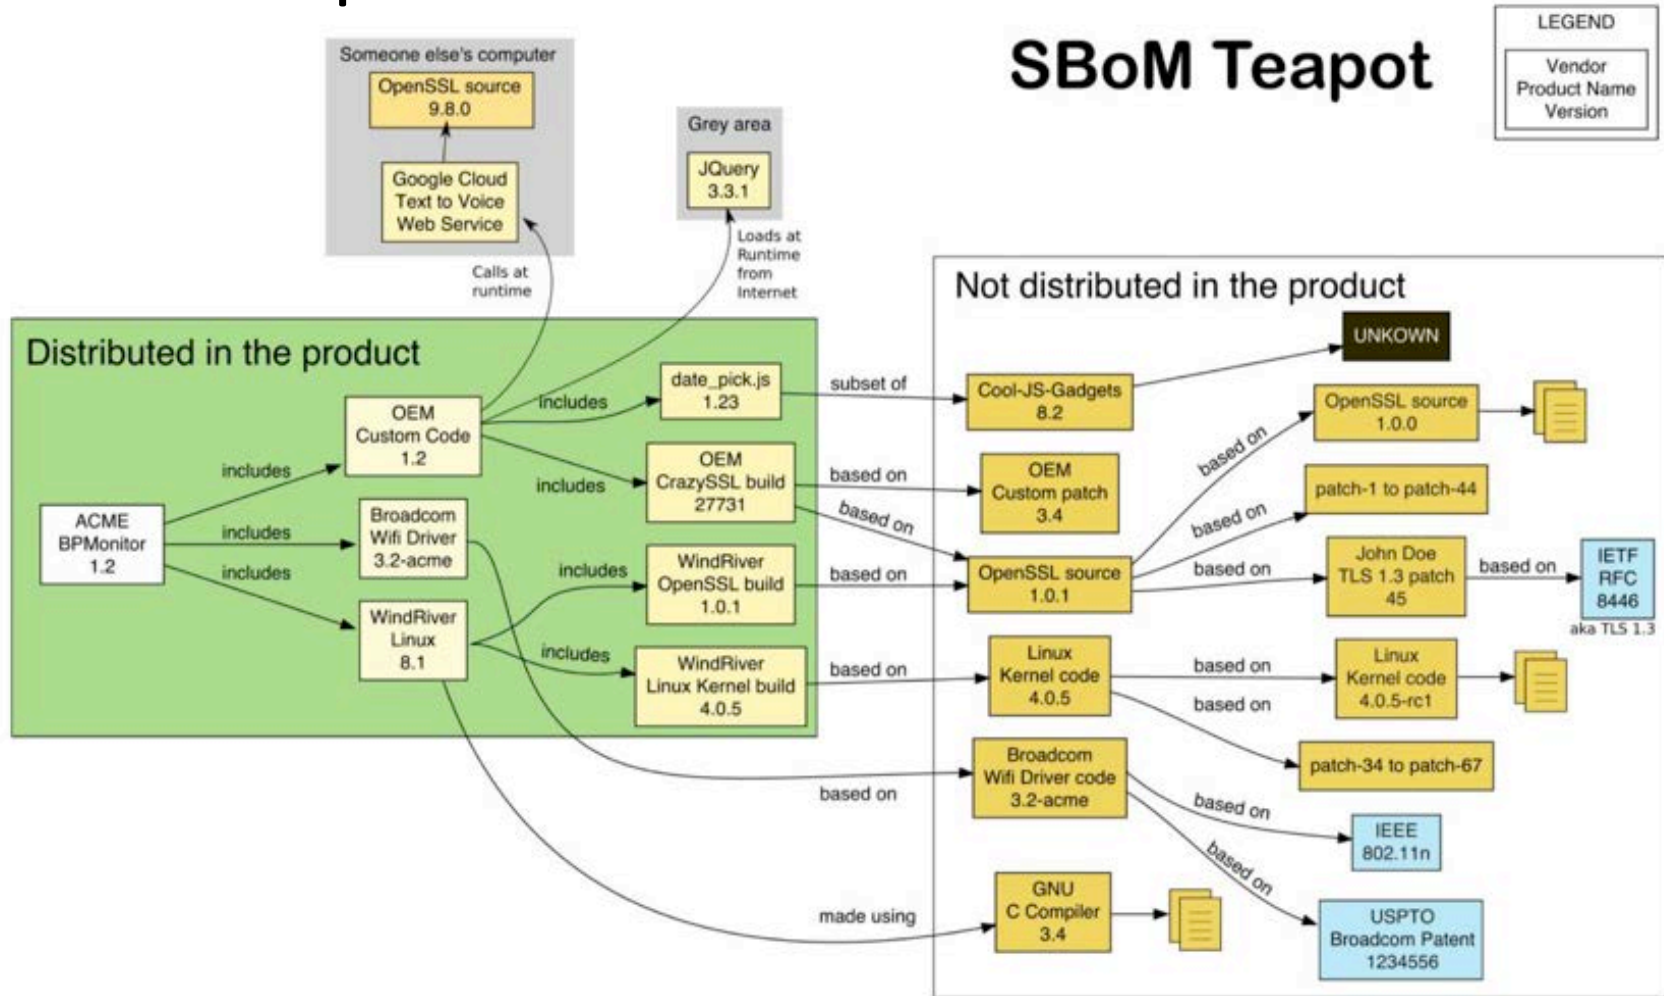 SBoM Teapot
LEGEND
Vendor
Product Name
Version
Someone else's computer
OpenSSL source
9.8.0
Google Cloud
Text to Voice
Web Service
Calls at
runtime
Grey area
JQuery
3.3.1
Loads at
Runtime
from
Internet
Distributed in the product
ACME
BPMonitor
1.2
includes
includes
includes
OEM
Custom Code
1.2
Broadcom
Wifi Driver
3.2-acme
WindRiver
Linux
8.1
includes
includes
includes
includes
date_pick.js
1.23
OEM
CrazySSL build
27731
WindRiver
OpenSSL build
1.0.1
WindRiver
Linux Kernel build
4.0.5
subset of
based on
based on
based on
based on
based on
made using
Not distributed in the product
Cool-JS-Gadgets
8.2
OEM
Custom patch
3.4
OpenSSL source
1.0.1
Linux
Kernel code
4.0.5
Broadcom
Wifi Driver code
3.2-acme
GNU
C Compiler
3.4
based on
based on
based on
based on
based on
based on
based on
UNKOWN
OpenSSL source
1.0.0
patch-1 to patch-44
John Doe
TLS 1.3 patch
45
based on
IETF
RFC
8446
aka TLS 1.3
Linux
Kernel code
4.0.5-rc1
patch-34 to patch-67
IEEE
802.11n
USPTO
Broadcom Patent
1234556